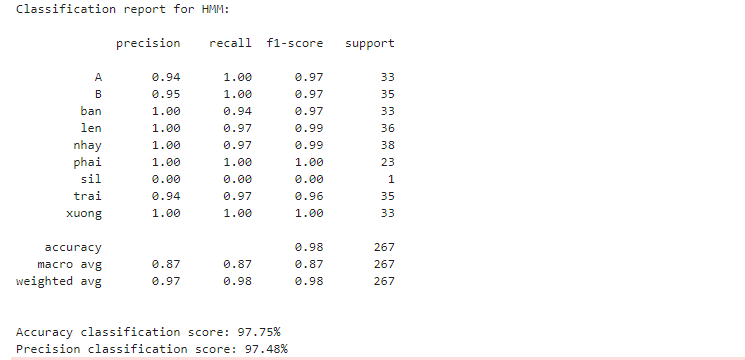 Classification report for HMM:
precision recall f1-score support
A 0.94 1.00 0.97 33
B 0.95 1.00 0.97 35
ban 1.00 0.94 0.97 33
len 1.00 0.97 0.99 36
nhay 1.00 0.97 0.99 38
phai 1.00 1.00 1.00 23
sil 0.00 0.00 0.00 1
trai 0.94 0.97 0.96 35
xuong 1.00 1.00 1.00 33
accuracy 0.98 267
macro avg 0.87 0.87 0.87 267
weighted avg 0.97 0.98 0.98 267
Accuracy classification score: 97.75%
Precision classification score: 97.48%